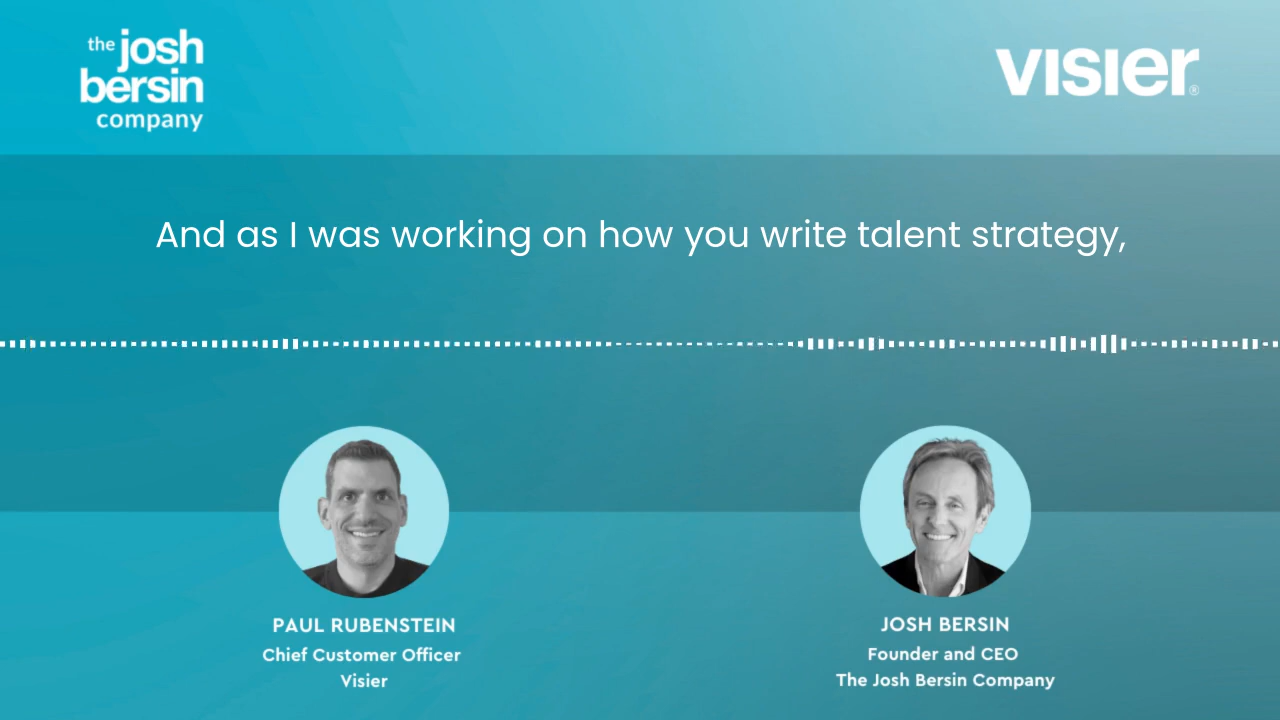 the josh
bersin
company
VISIER®
And as I was working on how you write talent strategy,
PAUL RUBENSTEIN
Chief Customer Officer
Visier
JOSH BERSIN
Founder and CEO
The Josh Bersin Company